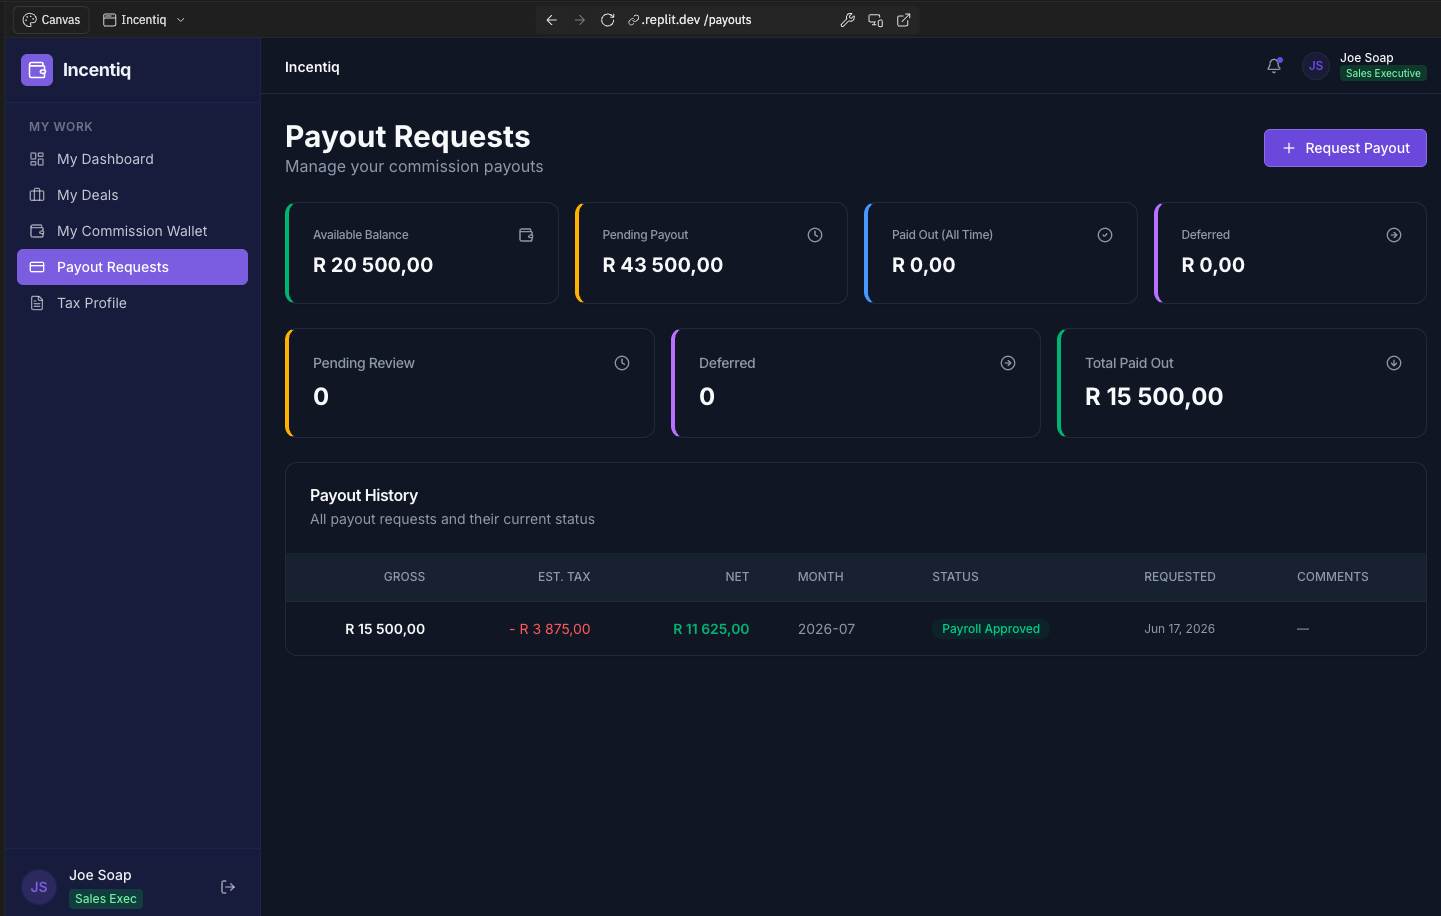 Canvas
Incentiq
.replit.dev /payouts
Incentiq
MY WORK
My Dashboard
My Deals
My Commission Wallet
Payout Requests
Tax Profile
JS
Joe Soap
Sales Exec
Incentiq
JS
Joe Soap
Sales Executive
Payout Requests
Manage your commission payouts
+ Request Payout
Available Balance
R 20 500,00
Pending Payout
R 43 500,00
Paid Out (All Time)
R 0,00
Deferred
R 0,00
Pending Review
0
Deferred
0
Total Paid Out
R 15 500,00
Payout History
All payout requests and their current status
GROSS EST. TAX NET MONTH STATUS REQUESTED COMMENTS
R 15 500,00 - R 3 875,00 R 11 625,00 2026-07 Payroll Approved Jun 17, 2026 —